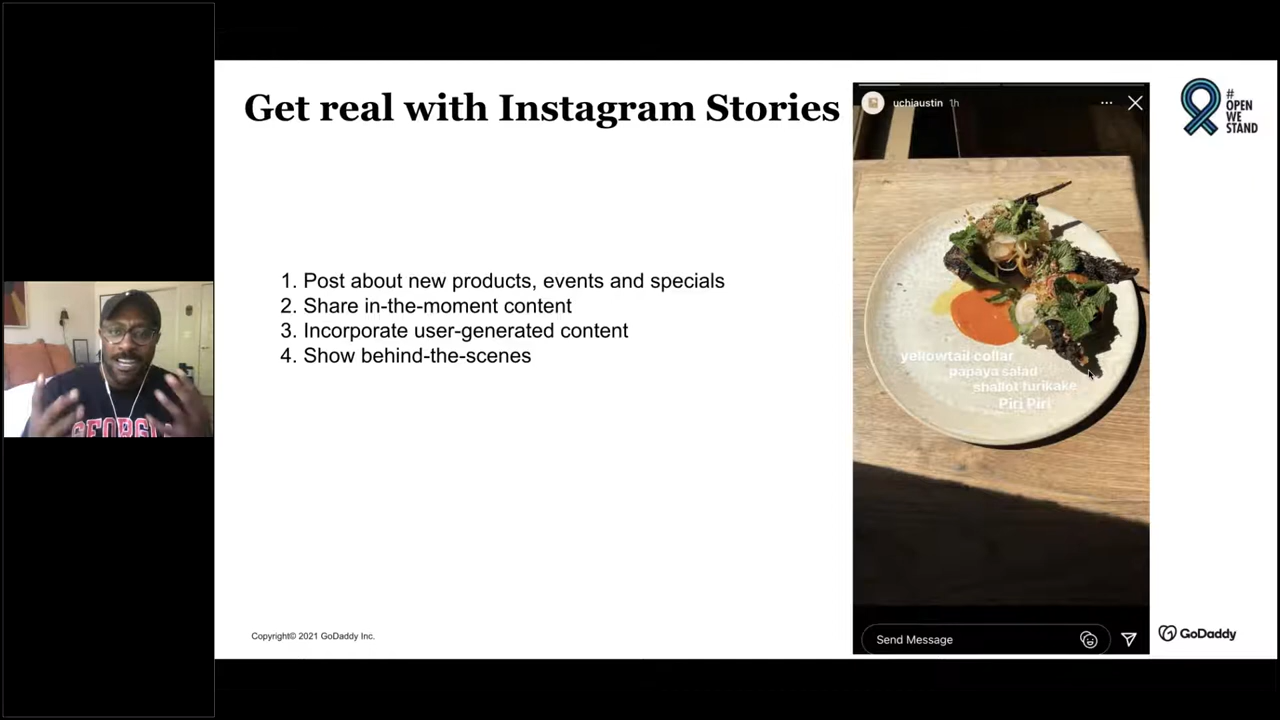 Get real with Instagram Stories
1. Post about new products, events and specials
2. Share in-the-moment content
3. Incorporate user-generated content
4. Show behind-the-scenes
uchiaustin 1h
yellowtail collar
papaya salad
shallot furikake
Piri Piri
Send Message
#
OPEN
WE
STAND
GEORGI
Copyright© 2021 GoDaddy Inc.
GoDaddy